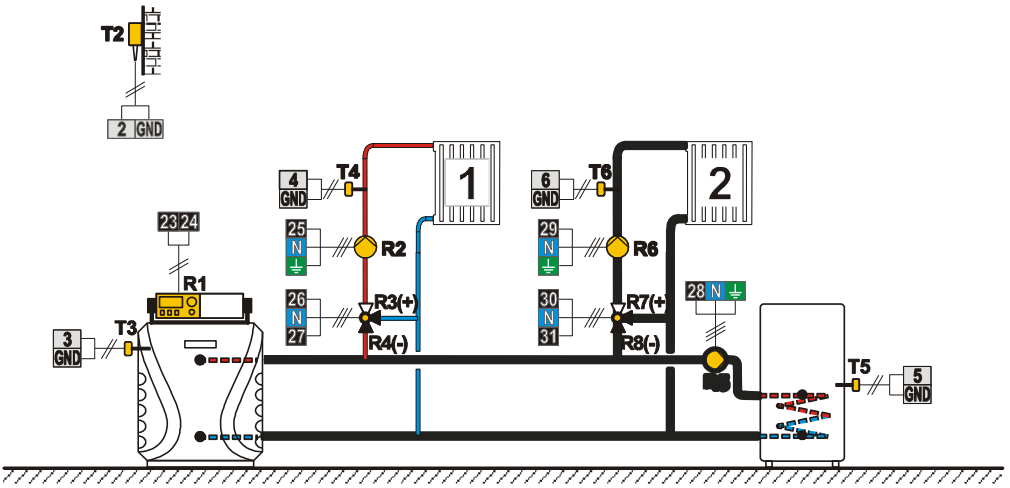 T2
2 GND
4 T4
GND
1
6 T6
GND
2
23 24
25
N
R2
29
N
R6
R1
26
N
27
R3(+)
R4(-)
30
N
31
R7(+)
R8(-)
28 N
3 T3
GND
T5 5
GND